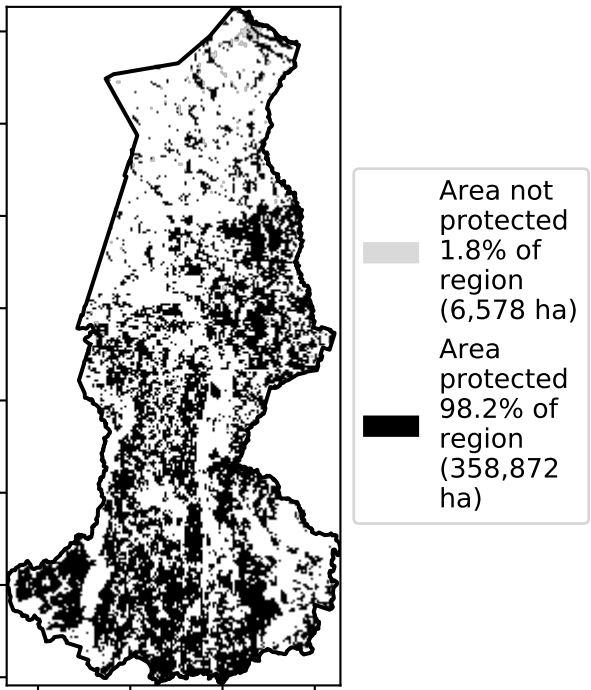 Area not
protected
1.8% of
region
(6,578 ha)
Area
protected
98.2% of
region
(358,872
ha)